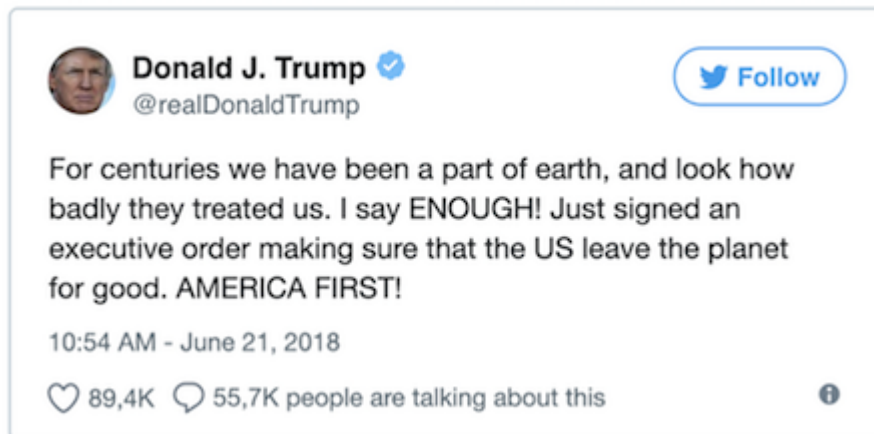 Donald J. Trump
Follow
@realDonaldTrump
For centuries we have been a part of earth, and look how
badly they treated us. I say ENOUGH! Just signed an
executive order making sure that the US leave the planet
for good. AMERICA FIRST!
10:54 AM - June 21, 2018
89,4K 55,7K people are talking about this